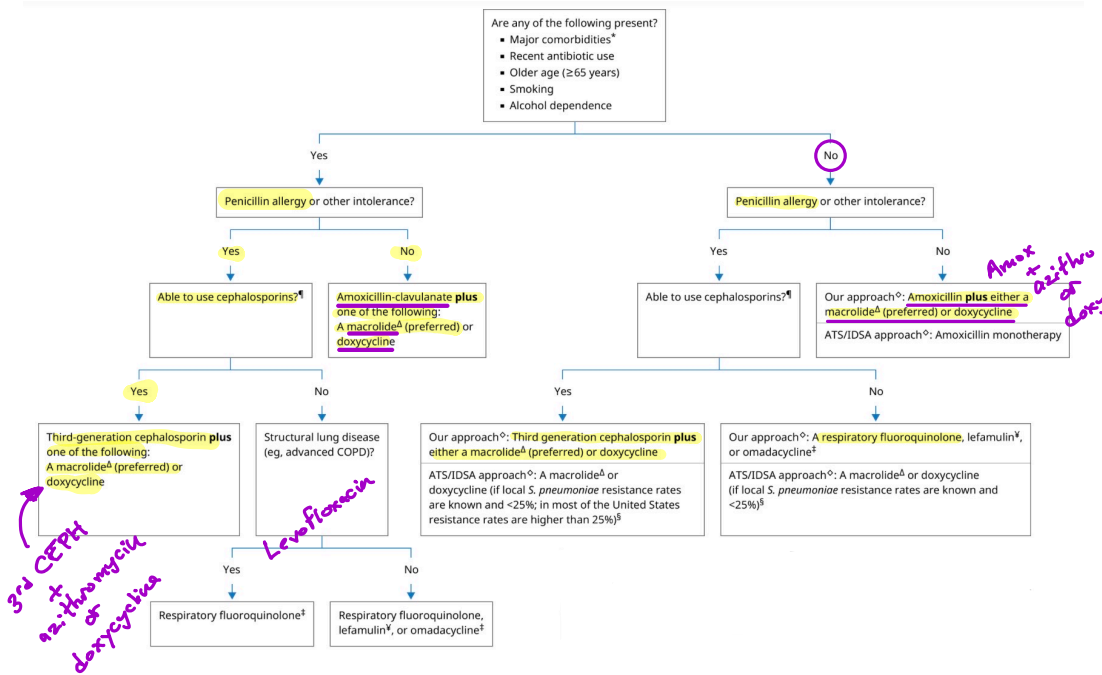 Are any of the following present?
▪ Major comorbidities*
▪ Recent antibiotic use
▪ Older age (≥65 years)
▪ Smoking
▪ Alcohol dependence
Yes
No
Penicillin allergy or other intolerance?
Penicillin allergy or other intolerance?
Yes
No
Yes
No
Able to use cephalosporins?¶
Amoxicillin-clavulanate plus
one of the following:
A macrolideΔ (preferred) or
doxycycline
Able to use cephalosporins?¶
Our approach◇: Amoxicillin plus either a
macrolideΔ (preferred) or doxycycline
ATS/IDSA approach◇: Amoxicillin monotherapy
Amox
+
azithro
or
doxy
Yes
No
Yes
No
Third-generation cephalosporin plus
one of the following:
A macrolideΔ (preferred) or
doxycycline
Structural lung disease
(eg, advanced COPD)?
Our approach◇: Third generation cephalosporin plus
either a macrolideΔ (preferred) or doxycycline
ATS/IDSA approach◇: A macrolideΔ or
doxycycline (if local S. pneumoniae resistance rates
are known and <25%; in most of the United States
resistance rates are higher than 25%)§
Our approach◇: A respiratory fluoroquinolone, lefamulin¥,
or omadacycline‡
ATS/IDSA approach◇: A macrolideΔ or doxycycline
(if local S. pneumoniae resistance rates are known and
<25%)§
3rd CEPH
+
azithromycin
or
doxycycline
Levofloxacin
Yes
No
Respiratory fluoroquinolone‡
Respiratory fluoroquinolone,
lefamulin¥, or omadacycline‡